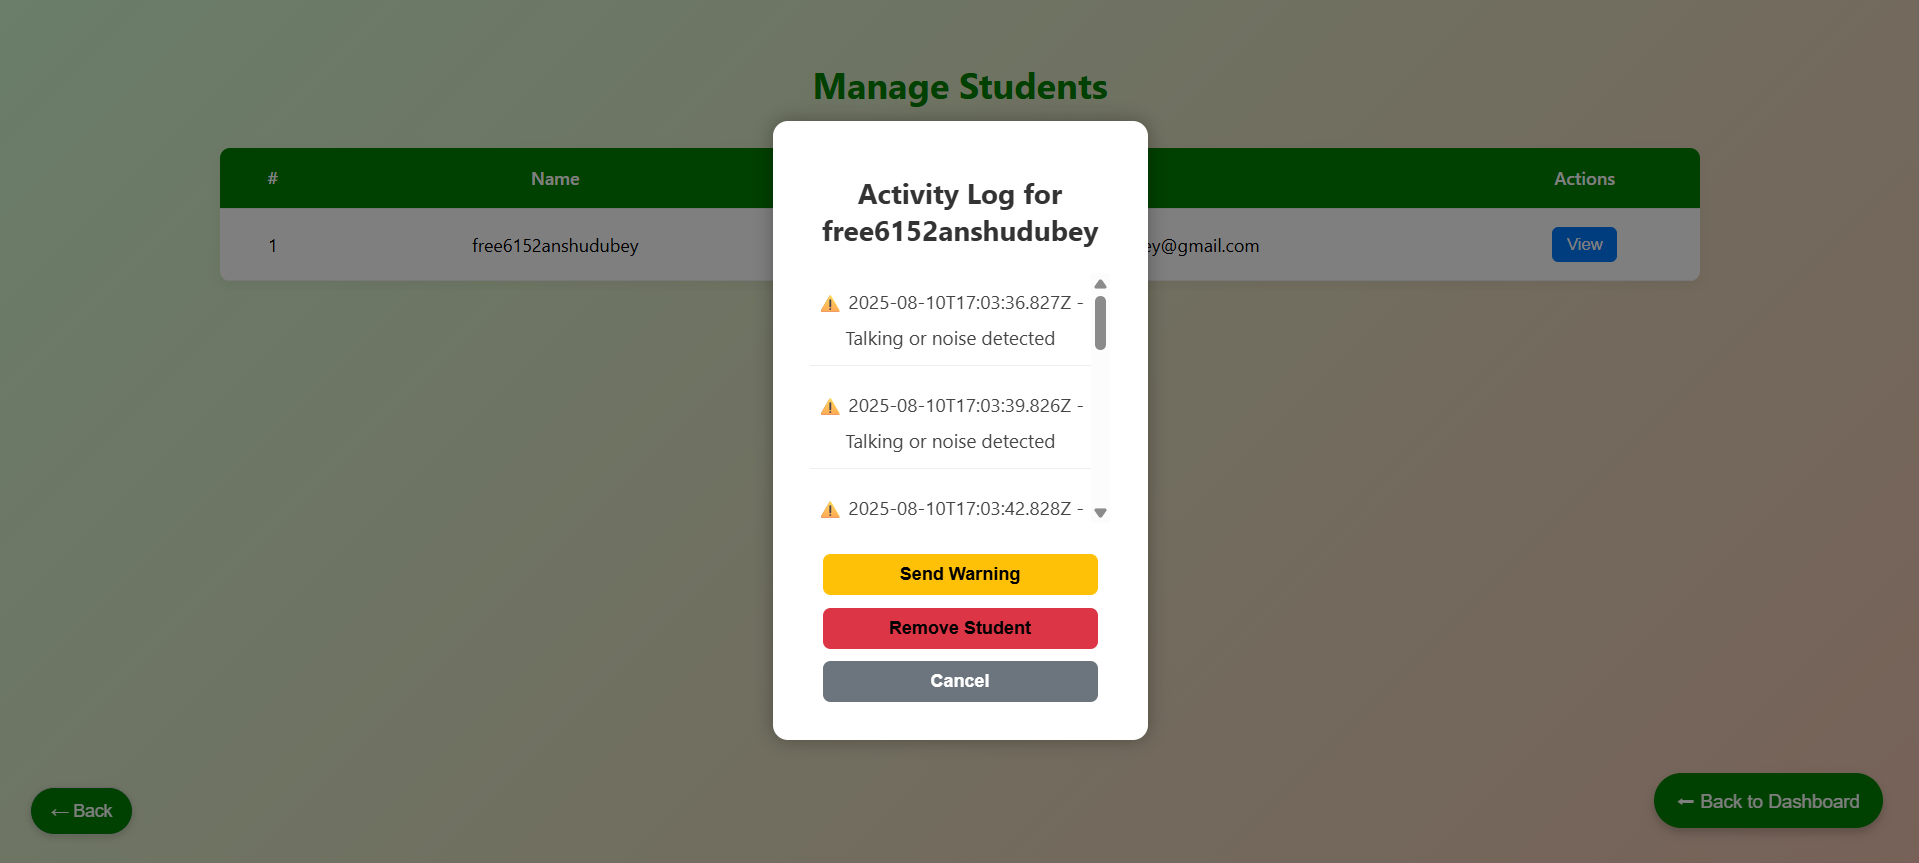 Manage Students
# Name Actions
1 free6152anshudubey ey@gmail.com View
Activity Log for
free6152anshudubey
⚠️ 2025-08-10T17:03:36.827Z -
Talking or noise detected
⚠️ 2025-08-10T17:03:39.826Z -
Talking or noise detected
⚠️ 2025-08-10T17:03:42.828Z -
Send Warning
Remove Student
Cancel
← Back
⬅ Back to Dashboard